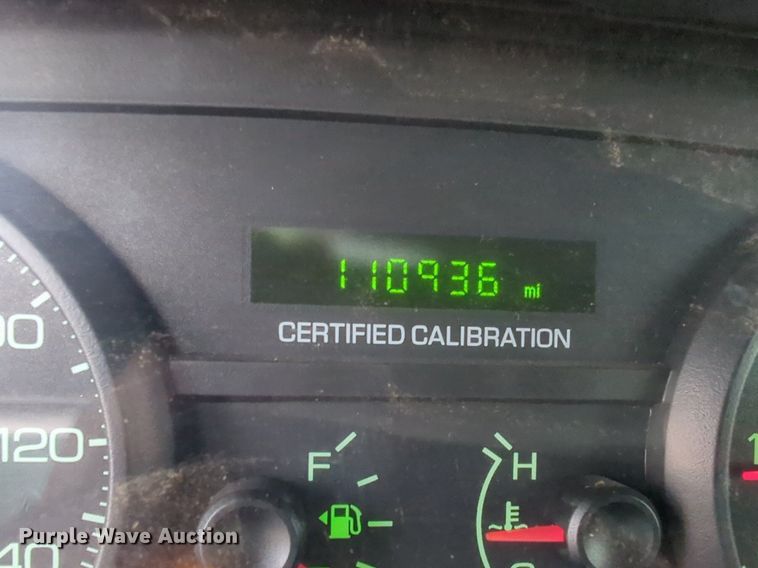 110936 mi
CERTIFIED CALIBRATION
120
F
H
Purple Wave Auction